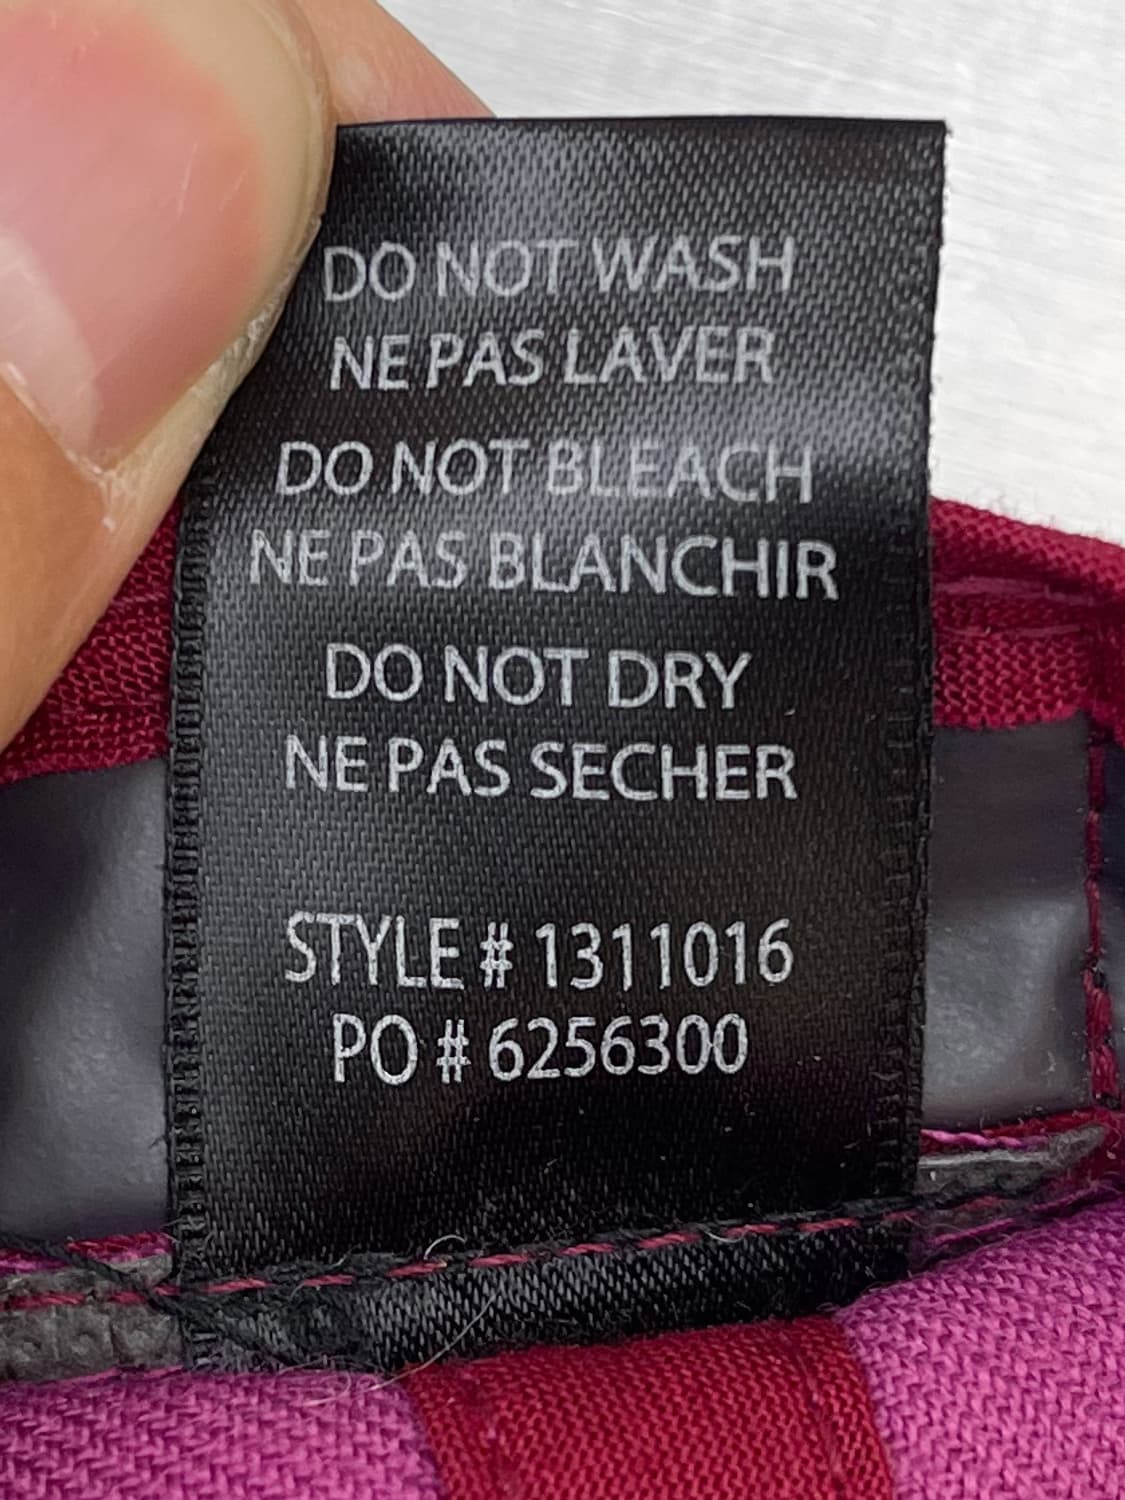 DO NOT WASH
NE PAS LAVER
DO NOT BLEACH
NE PAS BLANCHIR
DO NOT DRY
NE PAS SECHER
STYLE # 1311016
PO # 6256300